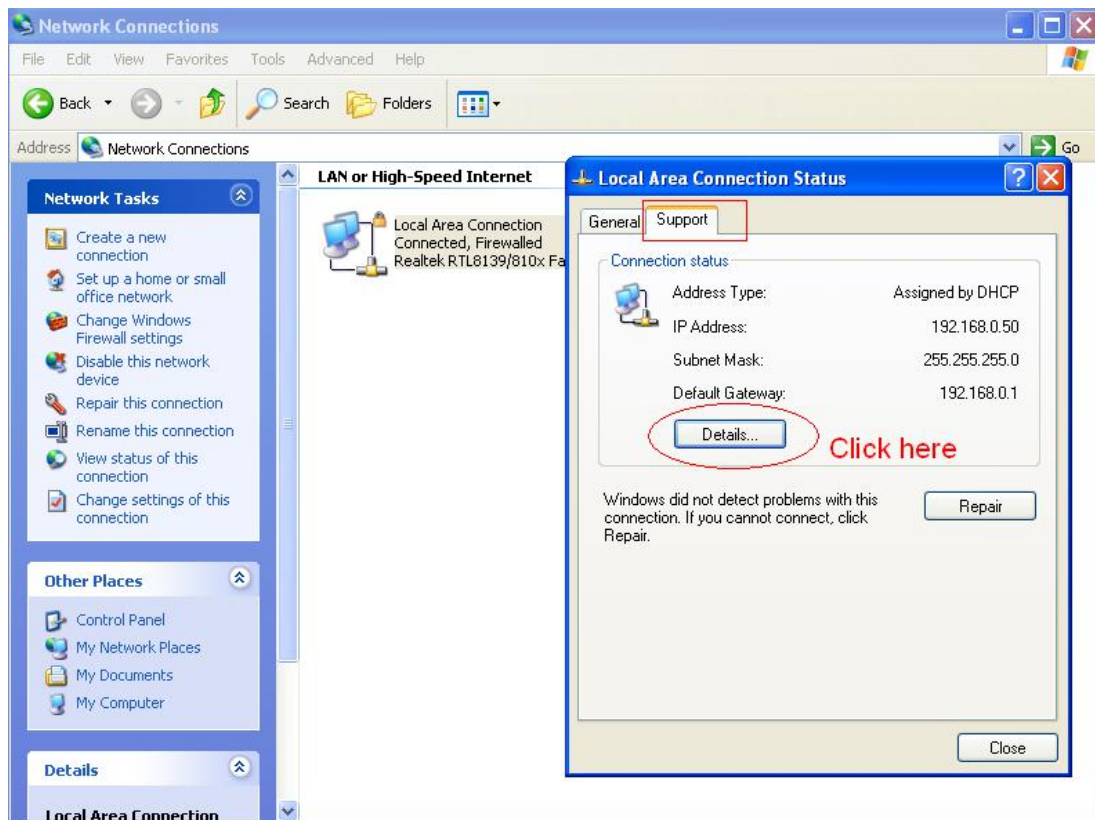 Network Connections
File Edit View Favorites Tools Advanced Help
Back Search Folders
Address Network Connections Go
Network Tasks
Create a new
connection
Set up a home or small
office network
Change Windows
Firewall settings
Disable this network
device
Repair this connection
Rename this connection
View status of this
connection
Change settings of this
connection
Other Places
Control Panel
My Network Places
My Documents
My Computer
Details
Local Area Connection
LAN or High-Speed Internet
Local Area Connection
Connected, Firewalled
Realtek RTL8139/810x Fa
Local Area Connection Status
General Support
Connection status
Address Type: Assigned by DHCP
IP Address: 192.168.0.50
Subnet Mask: 255.255.255.0
Default Gateway: 192.168.0.1
Details... Click here
Windows did not detect problems with this
connection. If you cannot connect, click
Repair.
Repair
Close